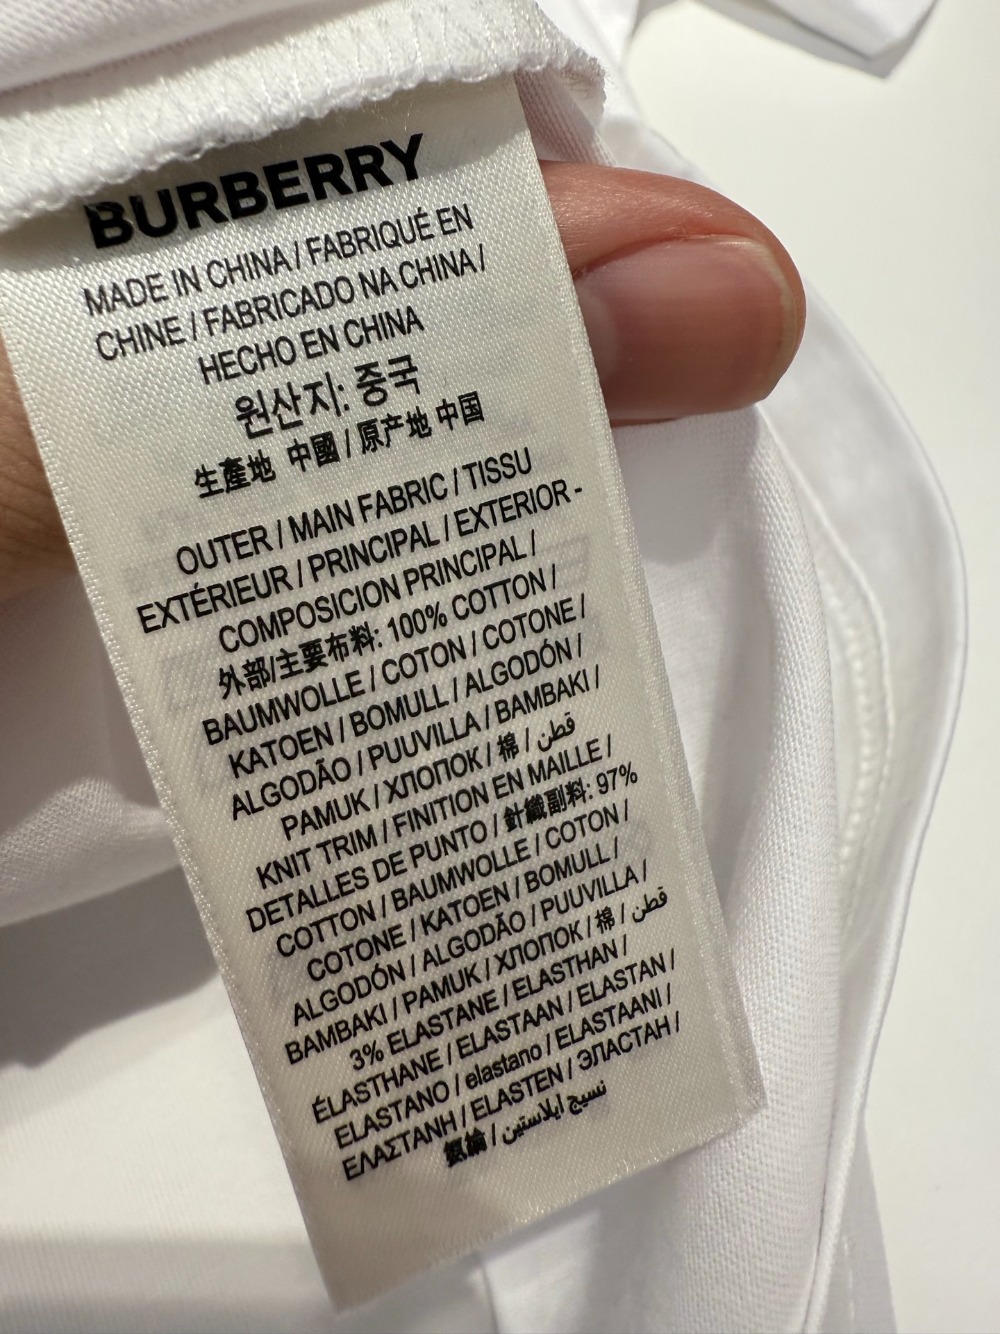 BURBERRY
MADE IN CHINA / FABRIQUÉ EN
CHINE / FABRICADO NA CHINA /
HECHO EN CHINA
원산지: 중국
生產地 中國 / 原产地 中国
OUTER / MAIN FABRIC / TISSU
EXTÉRIEUR / PRINCIPAL / EXTERIOR -
COMPOSICION PRINCIPAL /
外部/主要布料: 100% COTTON /
BAUMWOLLE / COTON / COTONE /
KATOEN / BOMULL / ALGODÓN /
ALGODÃO / PUUVILLA / BAMBAKI /
PAMUK / ХЛОПОК / 棉 / قطن
KNIT TRIM / FINITION EN MAILLE /
DETALLES DE PUNTO / 針織副料: 97%
COTTON / BAUMWOLLE / COTON /
COTONE / KATOEN / BOMULL /
ALGODÓN / ALGODÃO / PUUVILLA /
BAMBAKI / PAMUK / ХЛОПОК / 棉 / قطن
3% ELASTANE / ELASTHAN /
ÉLASTHANE / ELASTAAN / ELASTAN /
ELASTANO / elastano / ELASTAANI /
ΕΛΑΣΤΑΝΗ / ELASTEN / ЭЛАСТАН /
氨綸 / نسيج ايلاستين